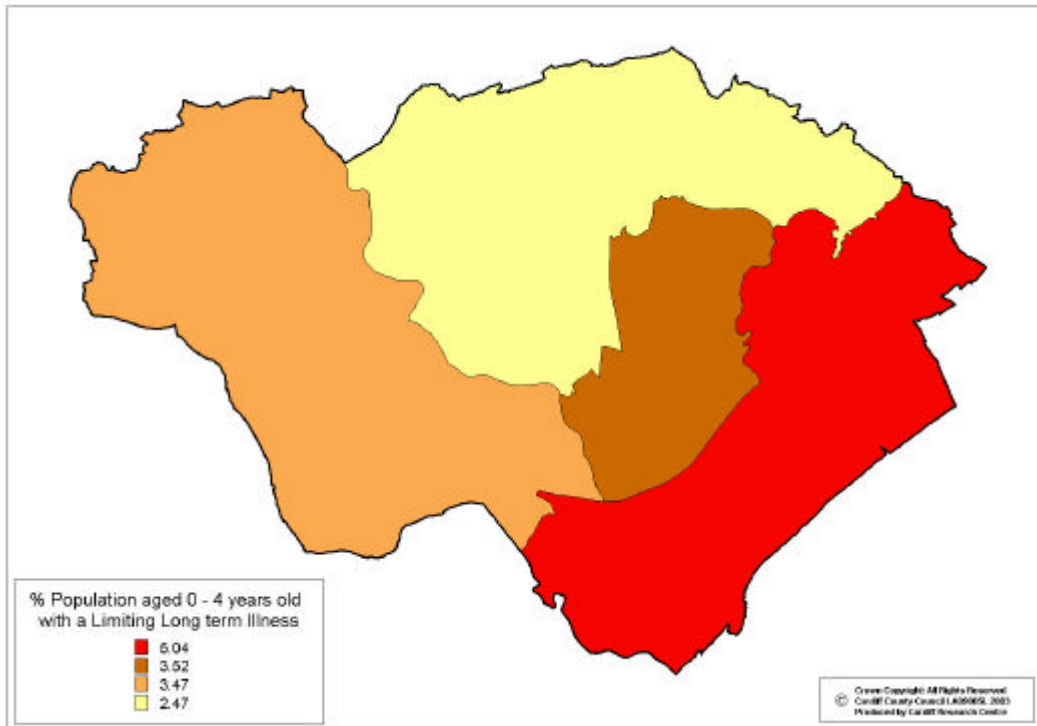 % Population aged 0 - 4 years old
with a Limiting Long term Illness
5.04
3.52
3.47
2.47
© Crown Copyright: All Rights Reserved
Cardiff County Council 2003
Produced by Cardiff Research Centre